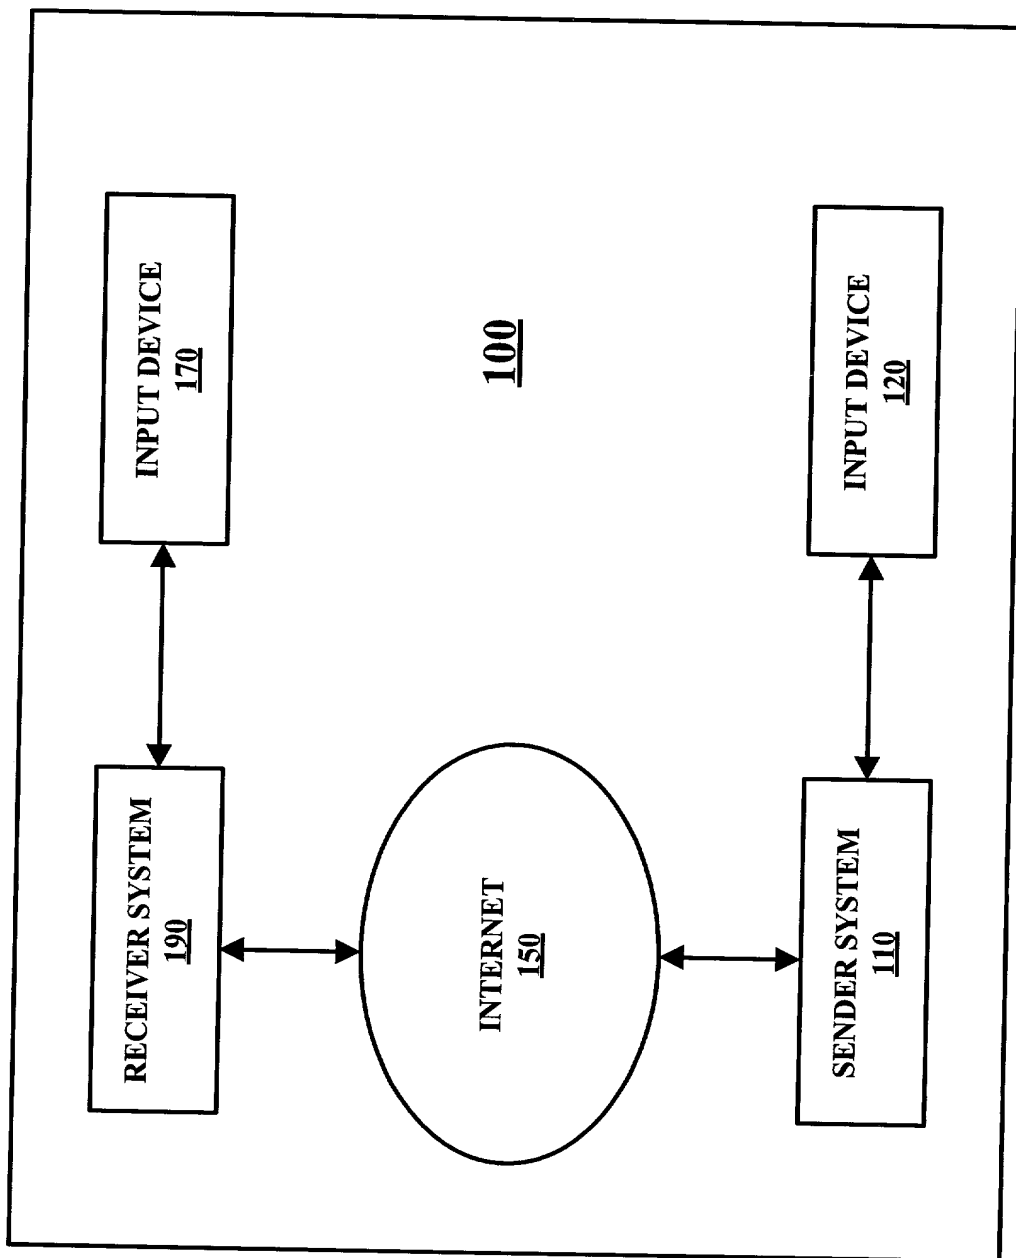 RECEIVER SYSTEM
190
INPUT DEVICE
170
INTERNET
150
100
SENDER SYSTEM
110
INPUT DEVICE
120